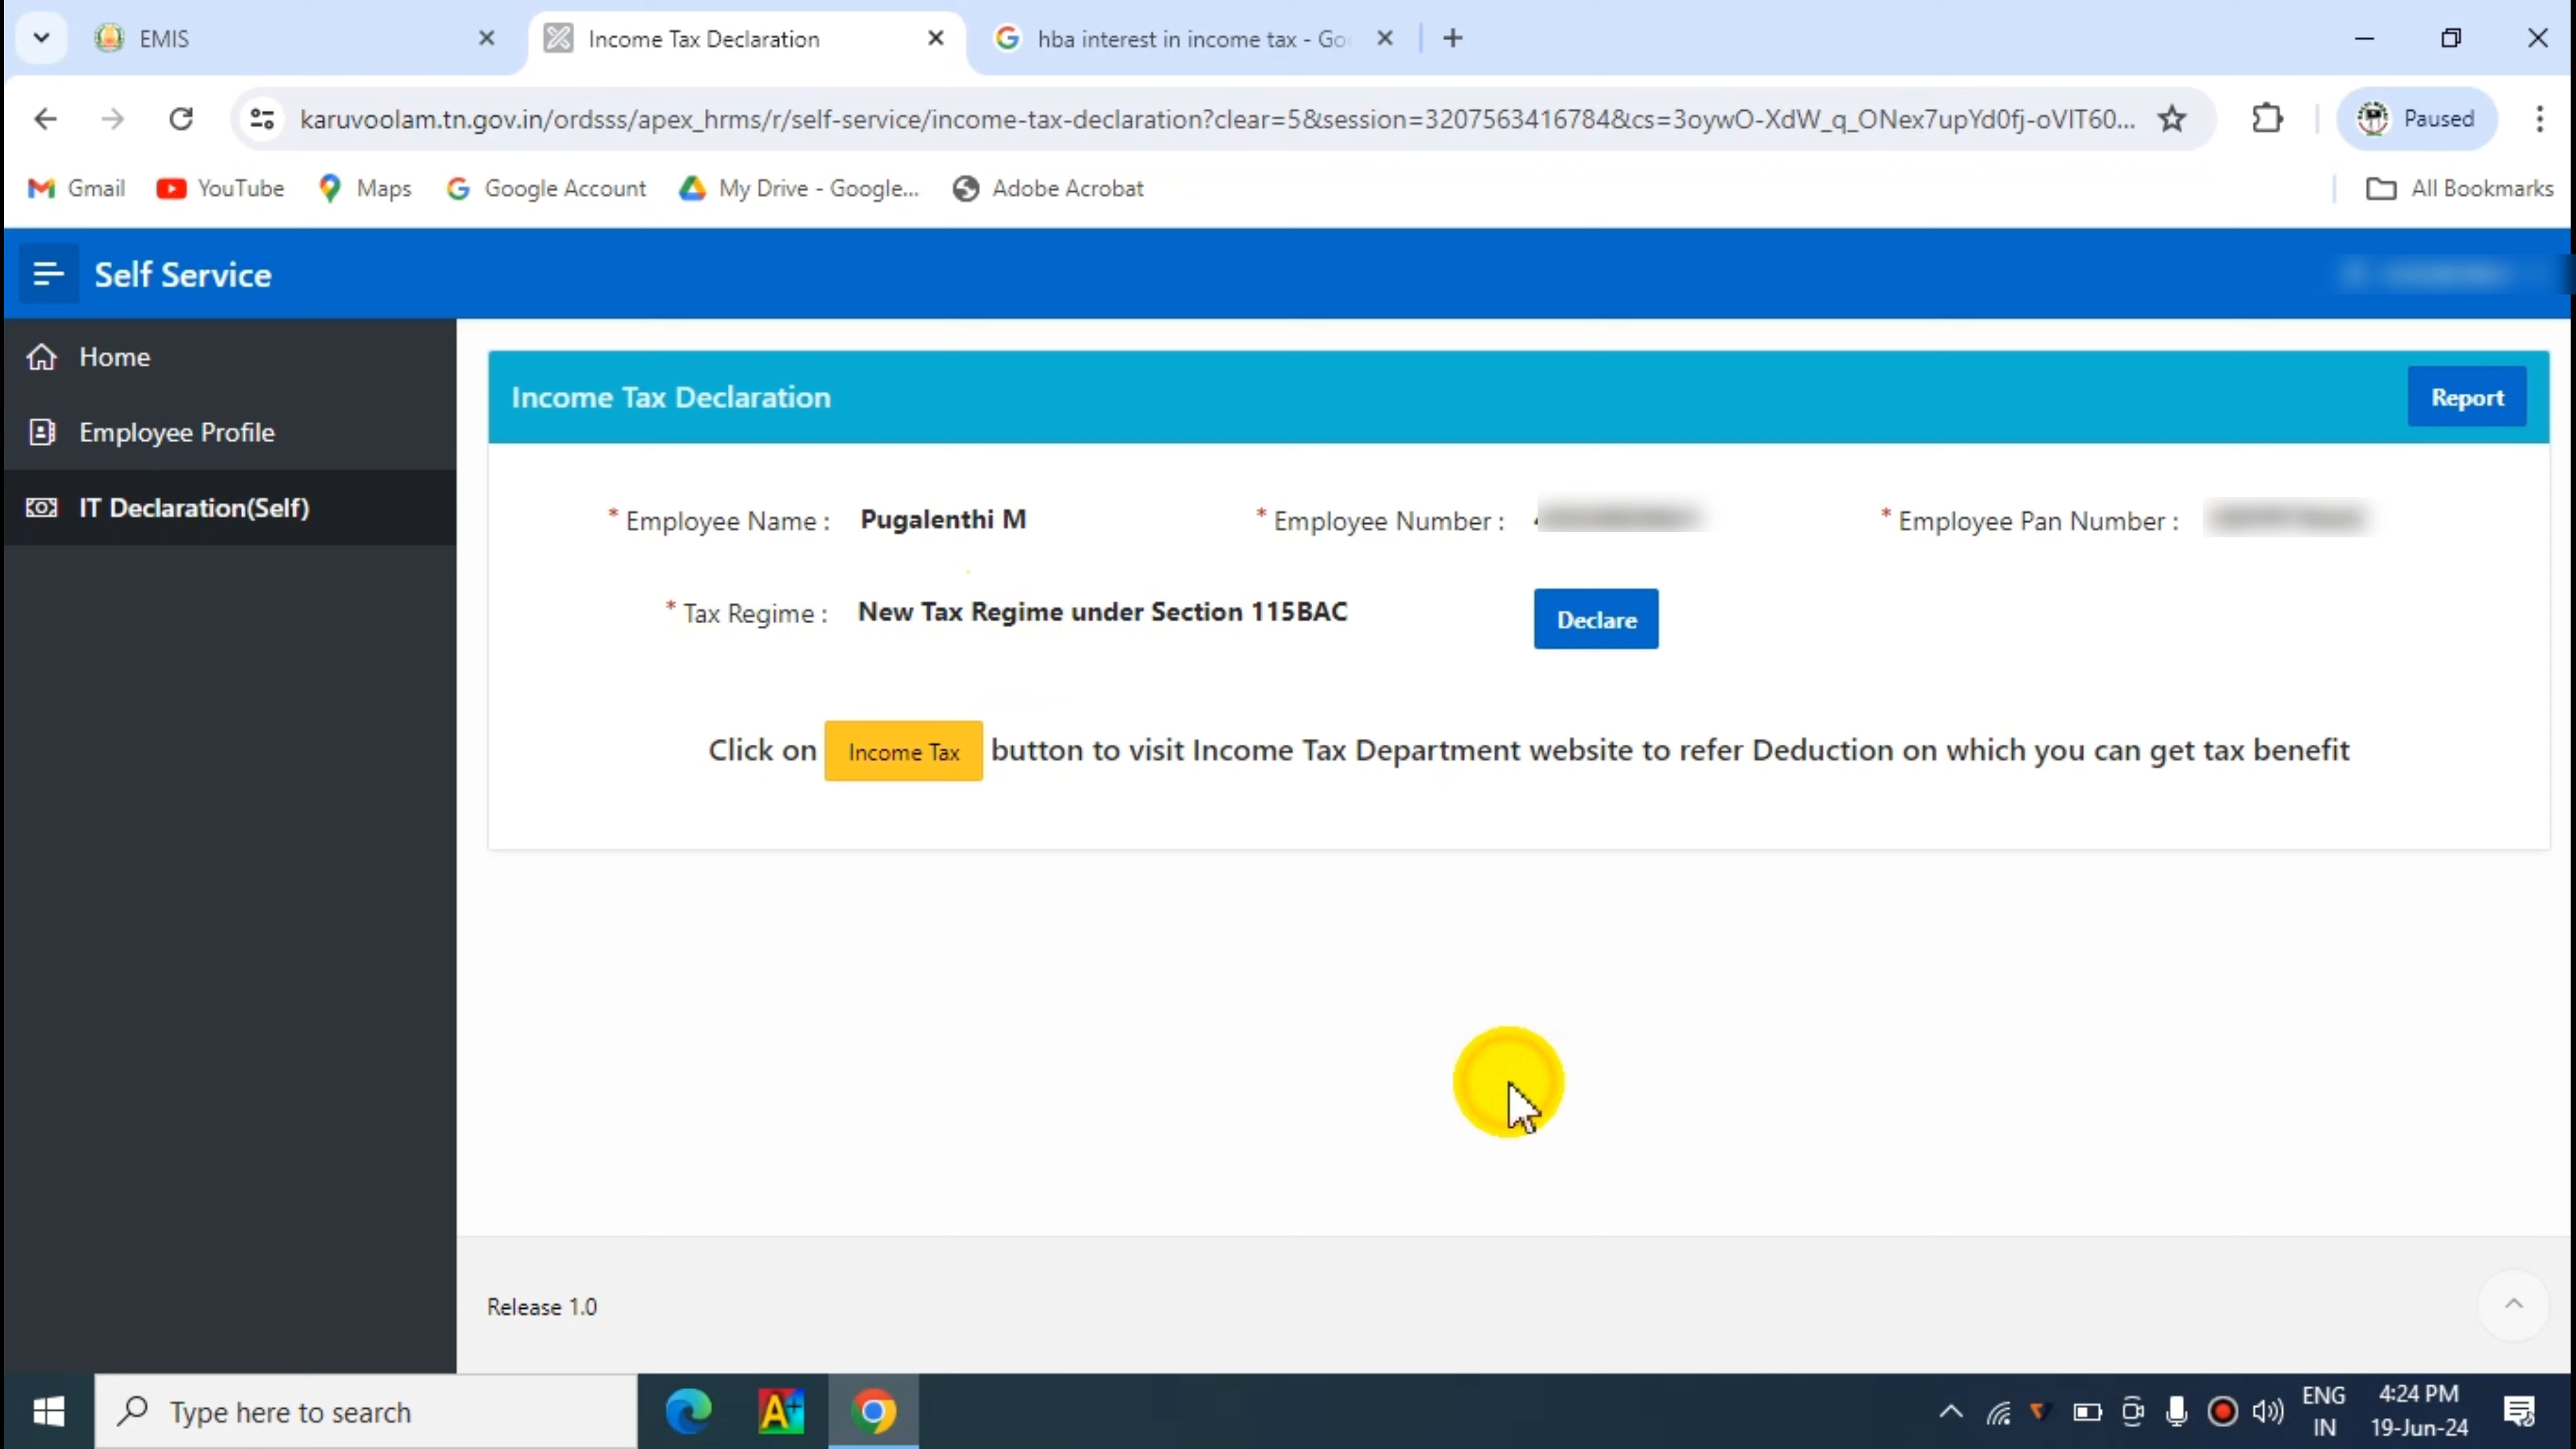 EMIS
Income Tax Declaration
hba interest in income tax - Go
karuvoolam.tn.gov.in/ordsss/apex_hrms/r/self-service/income-tax-declaration?clear=5&session=3207563416784&cs=3oywO-XdW_q_ONex7upYd0fj-oVIT60...
Paused
Gmail
YouTube
Maps
Google Account
My Drive - Google...
Adobe Acrobat
All Bookmarks
Self Service
Home
Employee Profile
IT Declaration(Self)
Income Tax Declaration
Report
* Employee Name : Pugalenthi M
* Employee Number :
* Employee Pan Number :
* Tax Regime : New Tax Regime under Section 115BAC
Declare
Click on Income Tax button to visit Income Tax Department website to refer Deduction on which you can get tax benefit
Release 1.0
Type here to search
ENG
IN
4:24 PM
19-Jun-24